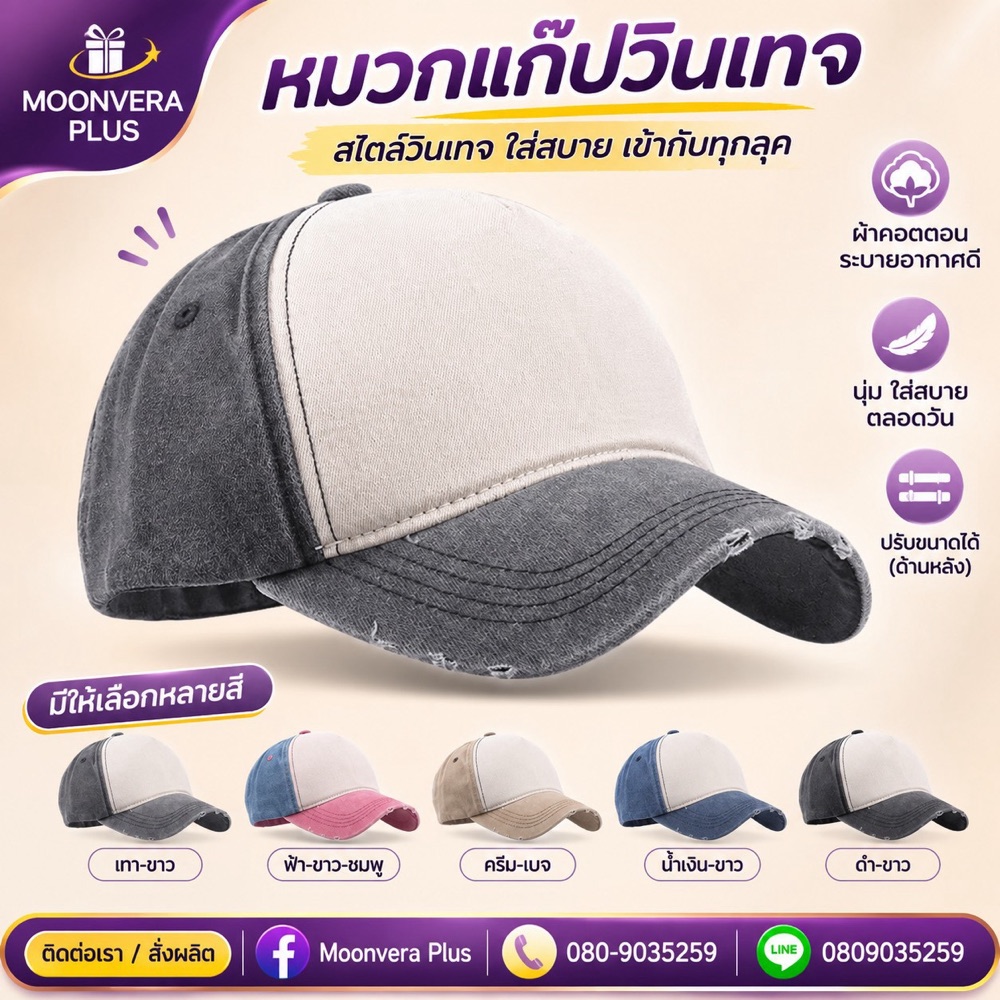 MOONVERA
PLUS
หมวกแก๊ปวินเทจ
สไตล์วินเทจ ใส่สบาย เข้ากับทุกลุค
ผ้าคอตตอน
ระบายอากาศดี
นุ่ม ใส่สบาย
ตลอดวัน
ปรับขนาดได้
(ด้านหลัง)
มีให้เลือกหลายสี
เทา-ขาว
ฟ้า-ขาว-ชมพู
ครีม-เบจ
น้ำเงิน-ขาว
ดำ-ขาว
ติดต่อเรา / สั่งผลิต
Moonvera Plus
080-9035259
LINE
0809035259